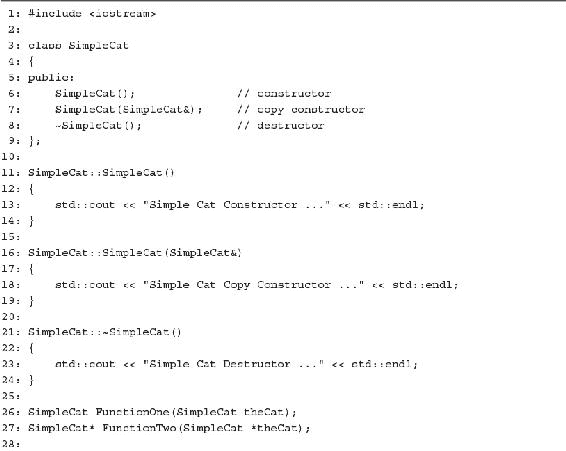 1: #include <iostream>
2:
3: class SimpleCat
4: {
5: public:
6:     SimpleCat();               // constructor
7:     SimpleCat(SimpleCat&);     // copy constructor
8:     ~SimpleCat();              // destructor
9: };
10:
11: SimpleCat::SimpleCat()
12: {
13:     std::cout << "Simple Cat Constructor ..." << std::endl;
14: }
15:
16: SimpleCat::SimpleCat(SimpleCat&)
17: {
18:     std::cout << "Simple Cat Copy Constructor ..." << std::endl;
19: }
20:
21: SimpleCat::~SimpleCat()
22: {
23:     std::cout << "Simple Cat Destructor ..." << std::endl;
24: }
25:
26: SimpleCat FunctionOne(SimpleCat theCat);
27: SimpleCat* FunctionTwo(SimpleCat *theCat);
28: